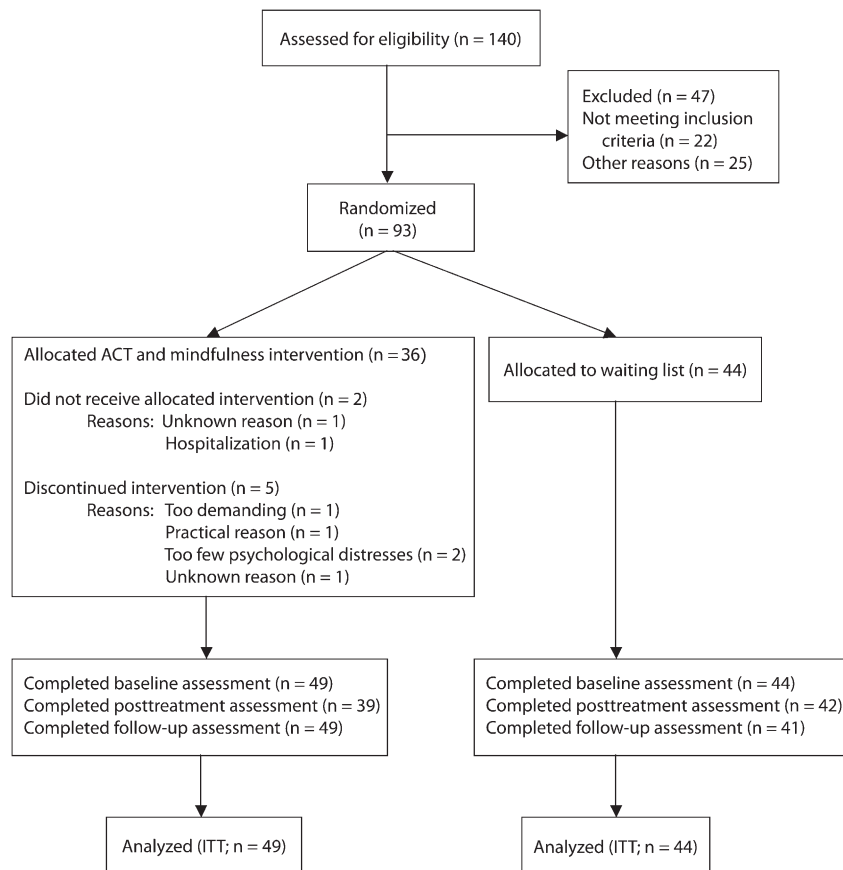 Assessed for eligibility (n = 140)
Excluded (n = 47)
Not meeting inclusion
criteria (n = 22)
Other reasons (n = 25)
Randomized
(n = 93)
Allocated ACT and mindfulness intervention (n = 36)
Did not receive allocated intervention (n = 2)
Reasons: Unknown reason (n = 1)
Hospitalization (n = 1)
Discontinued intervention (n = 5)
Reasons: Too demanding (n = 1)
Practical reason (n = 1)
Too few psychological distresses (n = 2)
Unknown reason (n = 1)
Allocated to waiting list (n = 44)
Completed baseline assessment (n = 49)
Completed posttreatment assessment (n = 39)
Completed follow-up assessment (n = 49)
Completed baseline assessment (n = 44)
Completed posttreatment assessment (n = 42)
Completed follow-up assessment (n = 41)
Analyzed (ITT; n = 49)
Analyzed (ITT; n = 44)